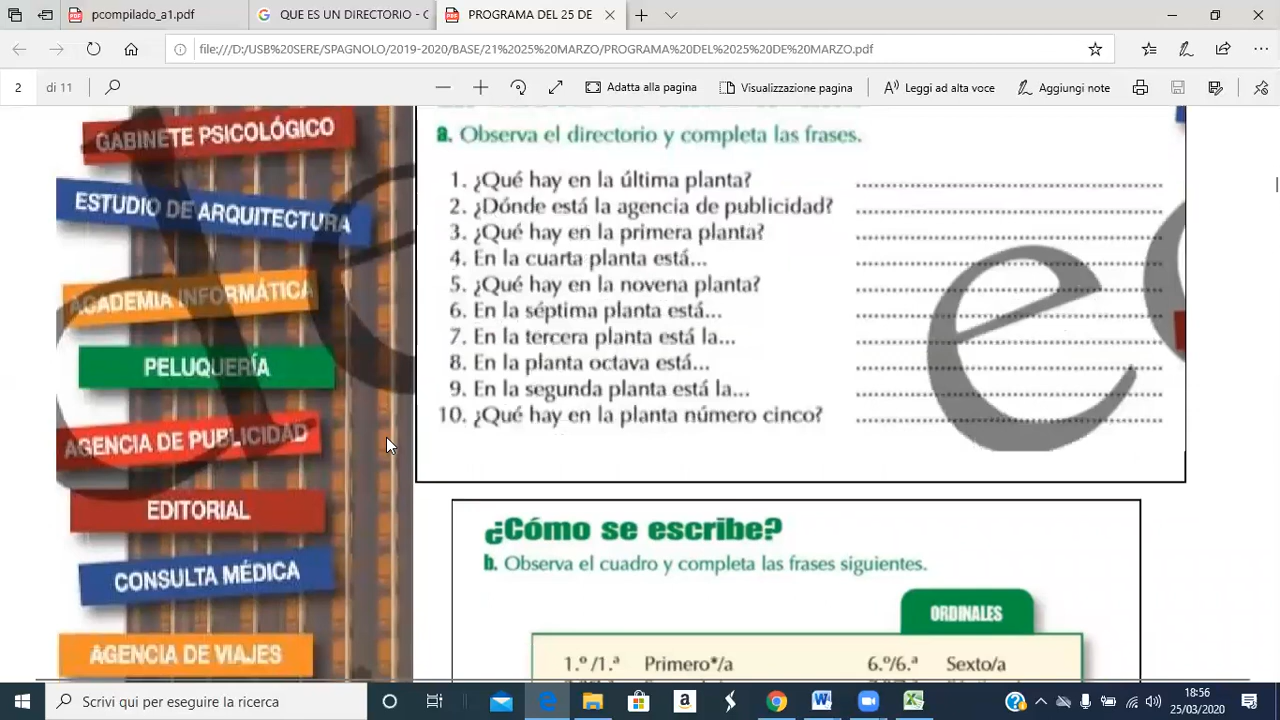 pcompilado_a1.pdf
QUE ES UN DIRECTORIO - C
PROGRAMA DEL 25 DE
file:///D:/USB%20SERE/SPAGNOLO/2019-2020/BASE/21%2025%20MARZO/PROGRAMA%20DEL%2025%20DE%20MARZO.pdf
2 di 11
Adatta alla pagina
Visualizzazione pagina
Leggi ad alta voce
Aggiungi note
GABINETE PSICOLÓGICO
ESTUDIO DE ARQUITECTURA
ACADEMIA INFORMÁTICA
PELUQUERÍA
AGENCIA DE PUBLICIDAD
EDITORIAL
CONSULTA MÉDICA
AGENCIA DE VIAJES
a. Observa el directorio y completa las frases.
1. ¿Qué hay en la última planta?
2. ¿Dónde está la agencia de publicidad?
3. ¿Qué hay en la primera planta?
4. En la cuarta planta está...
5. ¿Qué hay en la novena planta?
6. En la séptima planta está...
7. En la tercera planta está la...
8. En la planta octava está...
9. En la segunda planta está la...
10. ¿Qué hay en la planta número cinco?
¿Cómo se escribe?
b. Observa el cuadro y completa las frases siguientes.
ORDINALES
1.º/1.ª Primero*/a 6.º/6.ª Sexto/a
Scrivi qui per eseguire la ricerca
18:56
25/03/2020